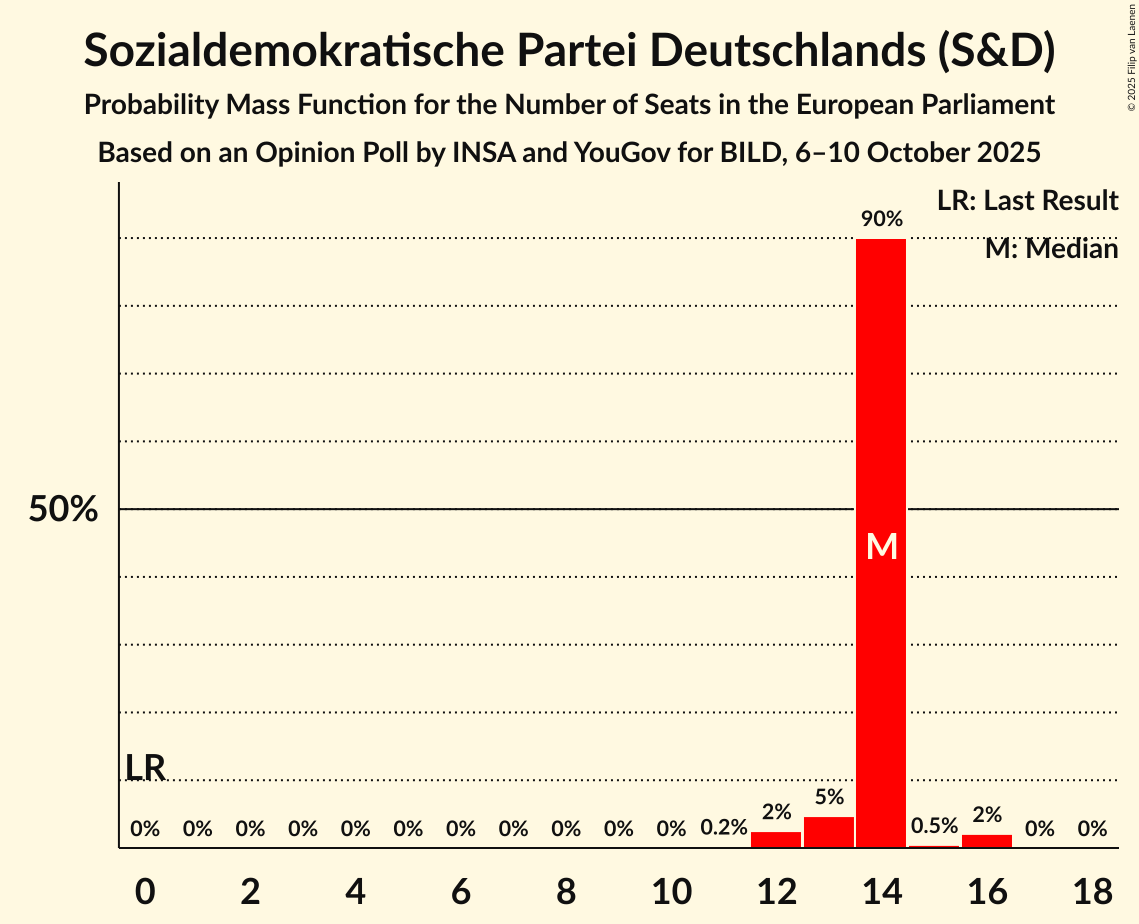 Sozialdemokratische Partei Deutschlands (S&D)
Probability Mass Function for the Number of Seats in the European Parliament
Based on an Opinion Poll by INSA and YouGov for BILD, 6–10 October 2025
© 2025 Filip van Laenen
LR: Last Result
M: Median
90%
50%
M
LR
0% 0% 0% 0% 0% 0% 0% 0% 0% 0% 0% 0.2% 2% 5% 0.5% 2% 0% 0%
0 2 4 6 8 10 12 14 16 18